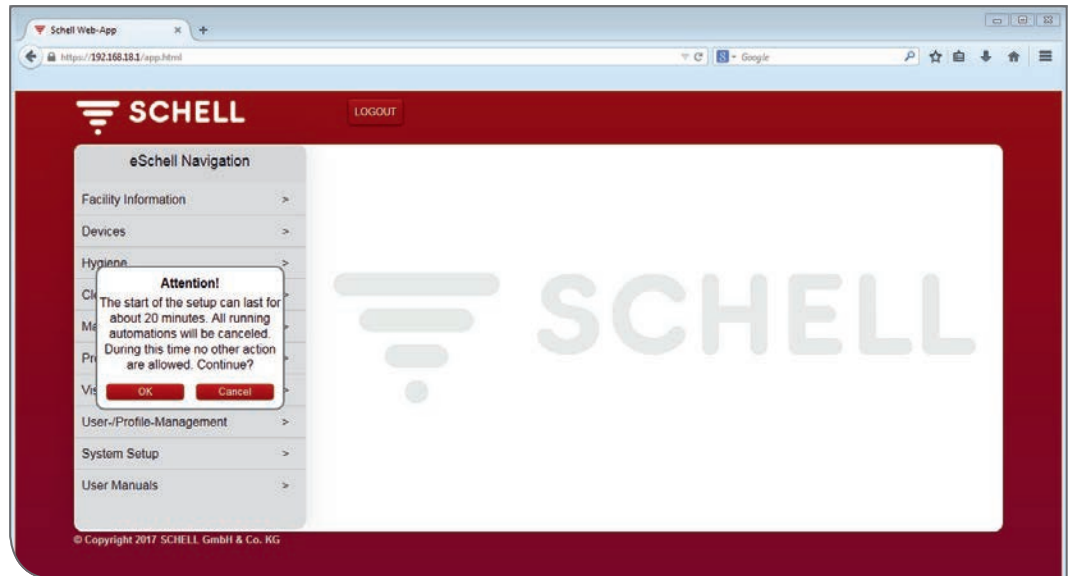 Schell Web-App
https://192.168.18.1/app.html
Google
SCHELL
LOGOUT
eSchell Navigation
Facility Information >
Devices >
Hygiene >
Attention!
The start of the setup can last for
about 20 minutes. All running
automations will be canceled.
During this time no other action
are allowed. Continue?
OK Cancel
User-/Profile-Management >
System Setup >
User Manuals >
SCHELL
© Copyright 2017 SCHELL GmbH & Co. KG